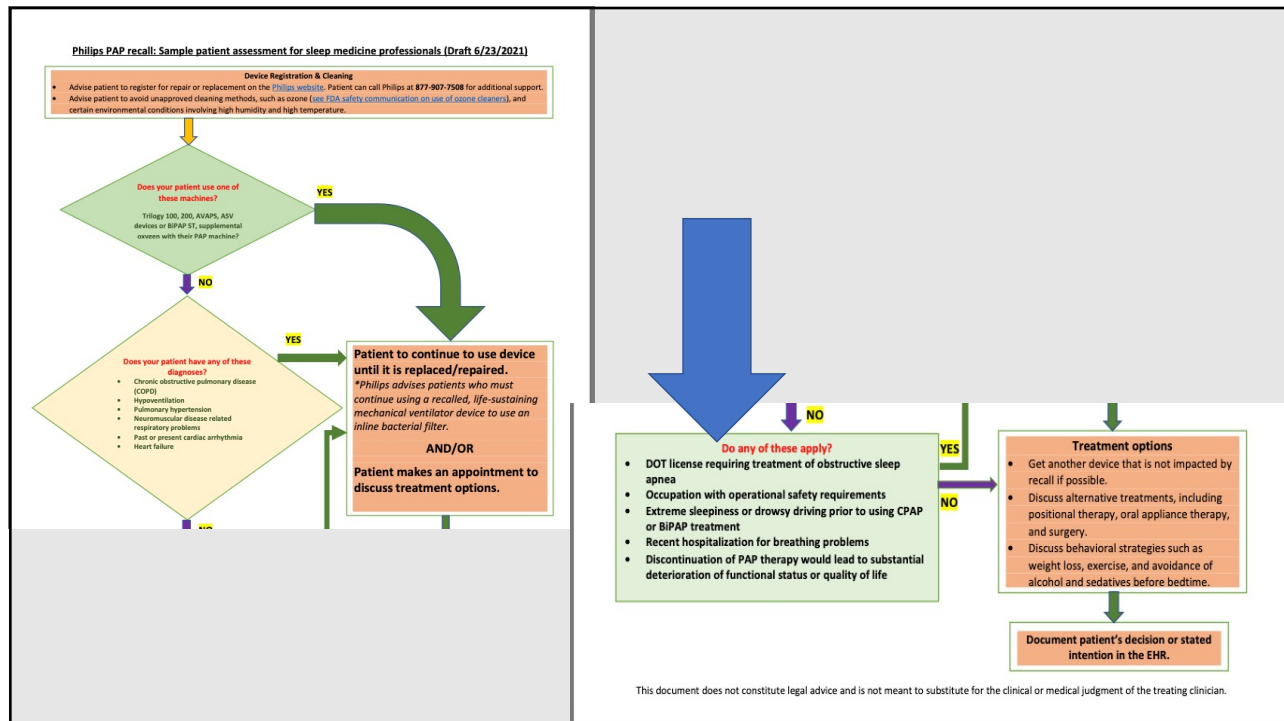 Philips PAP recall: Sample patient assessment for sleep medicine professionals (Draft 6/23/2021)
Device Registration & Cleaning
• Advise patient to register for repair or replacement on the Philips website. Patient can call Philips at 877-907-7508 for additional support.
• Advise patient to avoid unapproved cleaning methods, such as ozone (see FDA safety communication on use of ozone cleaners), and
certain environmental conditions involving high humidity and high temperature.
Does your patient use one of
these machines?
Trilogy 100, 200, AVAPS, ASV
devices or BiPAP ST, supplemental
oxygen with their PAP machine?
YES
NO
Does your patient have any of these
diagnoses?
• Chronic obstructive pulmonary disease
(COPD)
• Hypoventilation
• Pulmonary hypertension
• Neuromuscular disease related
respiratory problems
• Past or present cardiac arrhythmia
• Heart failure
YES
NO
Patient to continue to use device
until it is replaced/repaired.
*Philips advises patients who must
continue using a recalled, life-sustaining
mechanical ventilator device to use an
inline bacterial filter.
AND/OR
Patient makes an appointment to
discuss treatment options.
NO
Do any of these apply?
• DOT license requiring treatment of obstructive sleep
apnea
• Occupation with operational safety requirements
• Extreme sleepiness or drowsy driving prior to using CPAP
or BiPAP treatment
• Recent hospitalization for breathing problems
• Discontinuation of PAP therapy would lead to substantial
deterioration of functional status or quality of life
YES
NO
Treatment options
• Get another device that is not impacted by
recall if possible.
• Discuss alternative treatments, including
positional therapy, oral appliance therapy,
and surgery.
• Discuss behavioral strategies such as
weight loss, exercise, and avoidance of
alcohol and sedatives before bedtime.
Document patient's decision or stated
intention in the EHR.
This document does not constitute legal advice and is not meant to substitute for the clinical or medical judgment of the treating clinician.